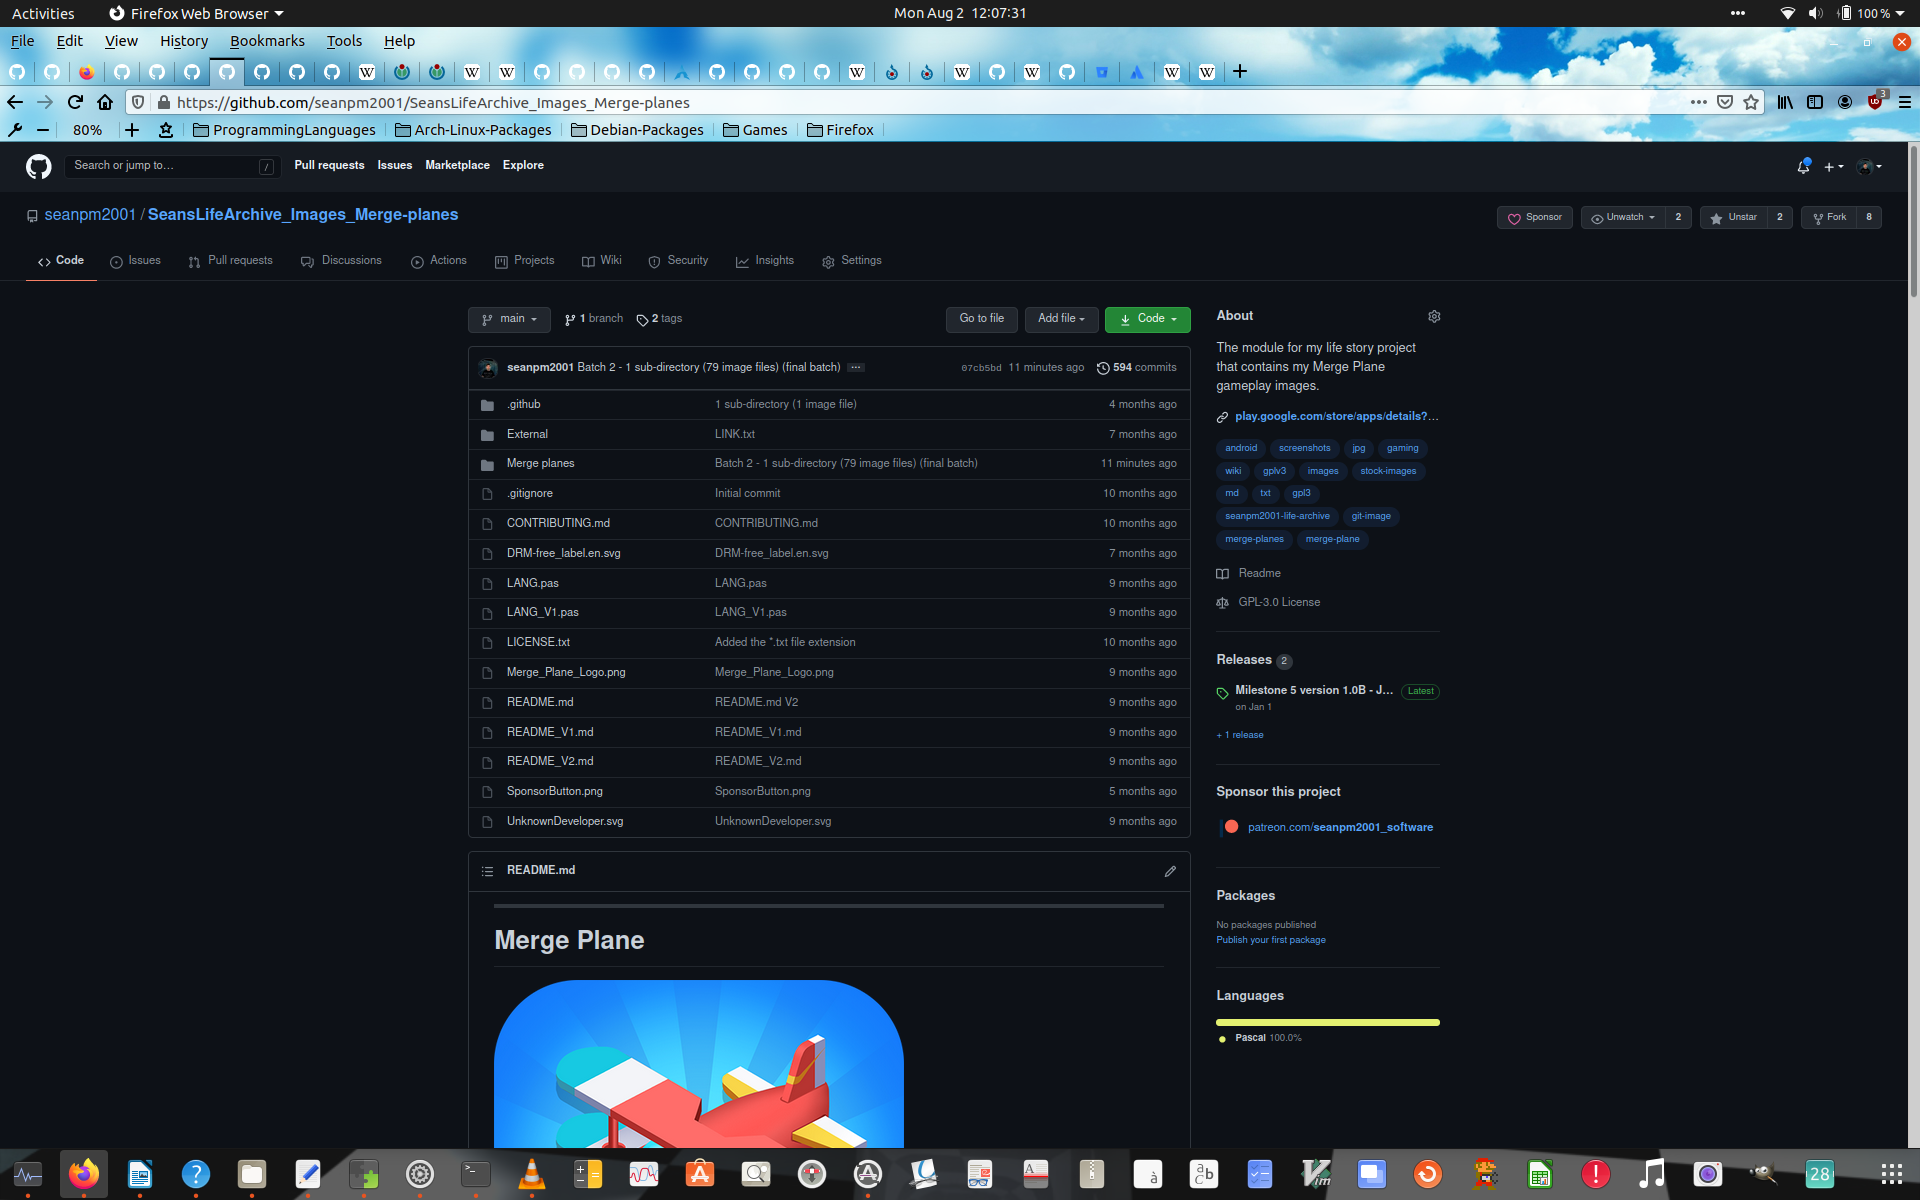 Activities
Firefox Web Browser
Mon Aug 2 12:07:31
100 %
File Edit View History Bookmarks Tools Help
https://github.com/seanpm2001/SeansLifeArchive_Images_Merge-planes
3
80%
ProgrammingLanguages Arch-Linux-Packages Debian-Packages Games Firefox
Search or jump to... /
Pull requests Issues Marketplace Explore
seanpm2001 / SeansLifeArchive_Images_Merge-planes
Sponsor Unwatch 2 Unstar 2 Fork 8
Code Issues Pull requests Discussions Actions Projects Wiki Security Insights Settings
main 1 branch 2 tags
Go to file Add file Code
seanpm2001 Batch 2 - 1 sub-directory (79 image files) (final batch) ... 07cb5bd 11 minutes ago 594 commits
.github 1 sub-directory (1 image file) 4 months ago
External LINK.txt 7 months ago
Merge planes Batch 2 - 1 sub-directory (79 image files) (final batch) 11 minutes ago
.gitignore Initial commit 10 months ago
CONTRIBUTING.md CONTRIBUTING.md 10 months ago
DRM-free_label.en.svg DRM-free_label.en.svg 7 months ago
LANG.pas LANG.pas 9 months ago
LANG_V1.pas LANG_V1.pas 9 months ago
LICENSE.txt Added the *.txt file extension 10 months ago
Merge_Plane_Logo.png Merge_Plane_Logo.png 9 months ago
README.md README.md V2 9 months ago
README_V1.md README_V1.md 9 months ago
README_V2.md README_V2.md 9 months ago
SponsorButton.png SponsorButton.png 5 months ago
UnknownDeveloper.svg UnknownDeveloper.svg 9 months ago
README.md
Merge Plane
About
The module for my life story project
that contains my Merge Plane
gameplay images.
play.google.com/store/apps/details?...
android screenshots jpg gaming
wiki gplv3 images stock-images
md txt gpl3
seanpm2001-life-archive git-image
merge-planes merge-plane
Readme
GPL-3.0 License
Releases 2
Milestone 5 version 1.0B - J... Latest
on Jan 1
+ 1 release
Sponsor this project
patreon.com/seanpm2001_software
Packages
No packages published
Publish your first package
Languages
Pascal 100.0%
28